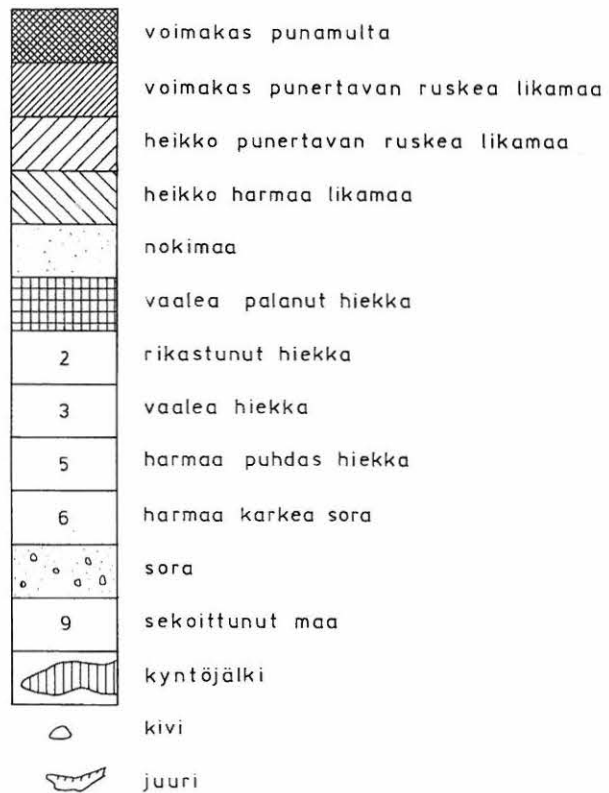 voimakas punamulta
voimakas punertavan ruskea likamaa
heikko punertavan ruskea likamaa
heikko harmaa likamaa
nokimaa
vaalea palanut hiekka
2 rikastunut hiekka
3 vaalea hiekka
5 harmaa puhdas hiekka
6 harmaa karkea sora
sora
9 sekoittunut maa
kyntöjälki
kivi
juuri